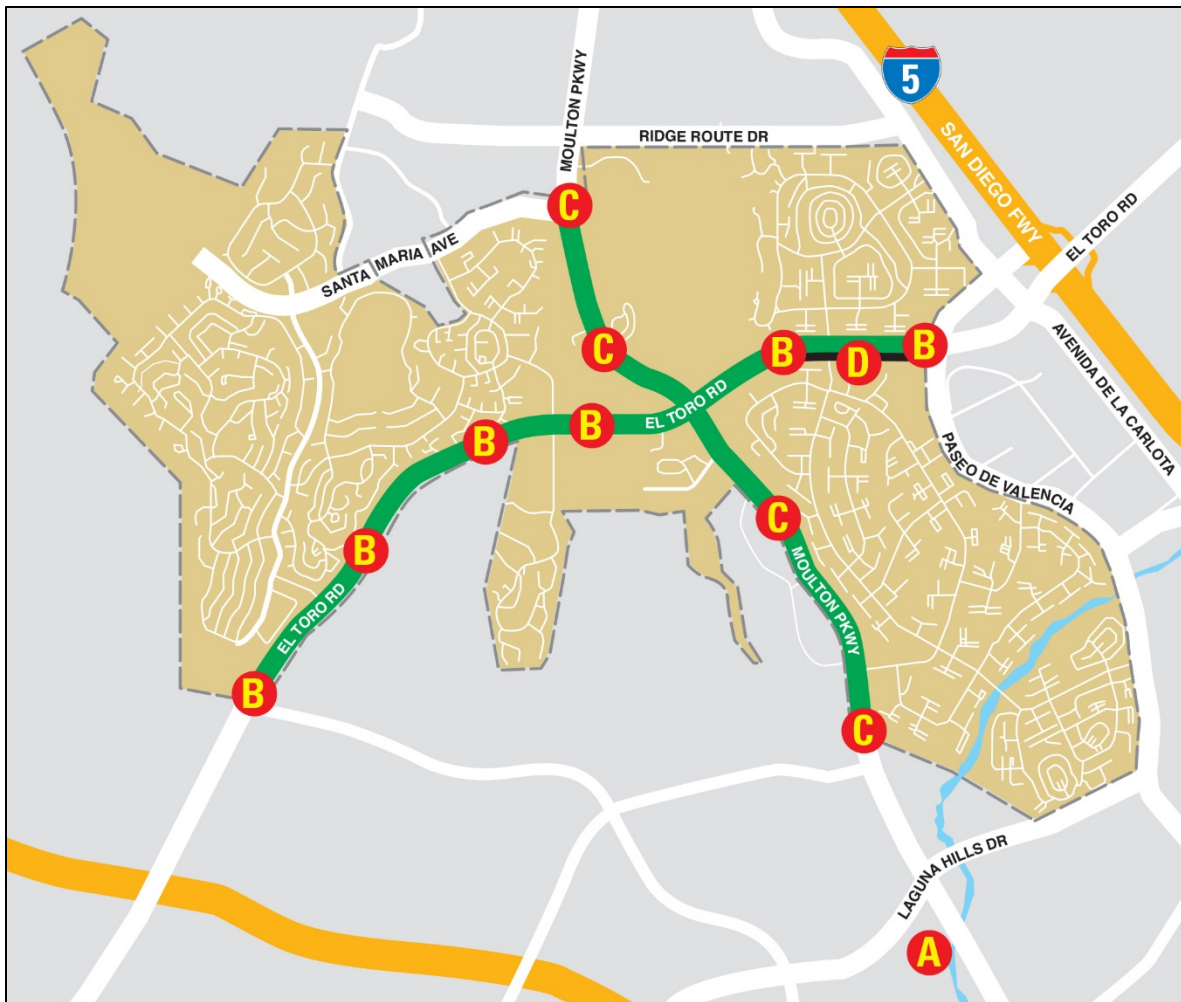 5
SAN DIEGO FWY
MOULTON PKWY
RIDGE ROUTE DR
EL TORO RD
C
SANTA MARIA AVE
C
B
D
B
AVENIDA DE LA CARLOTA
EL TORO RD
B
B
PASEO DE VALENCIA
C
B
MOULTON PKWY
EL TORO RD
B
C
LAGUNA HILLS DR
A